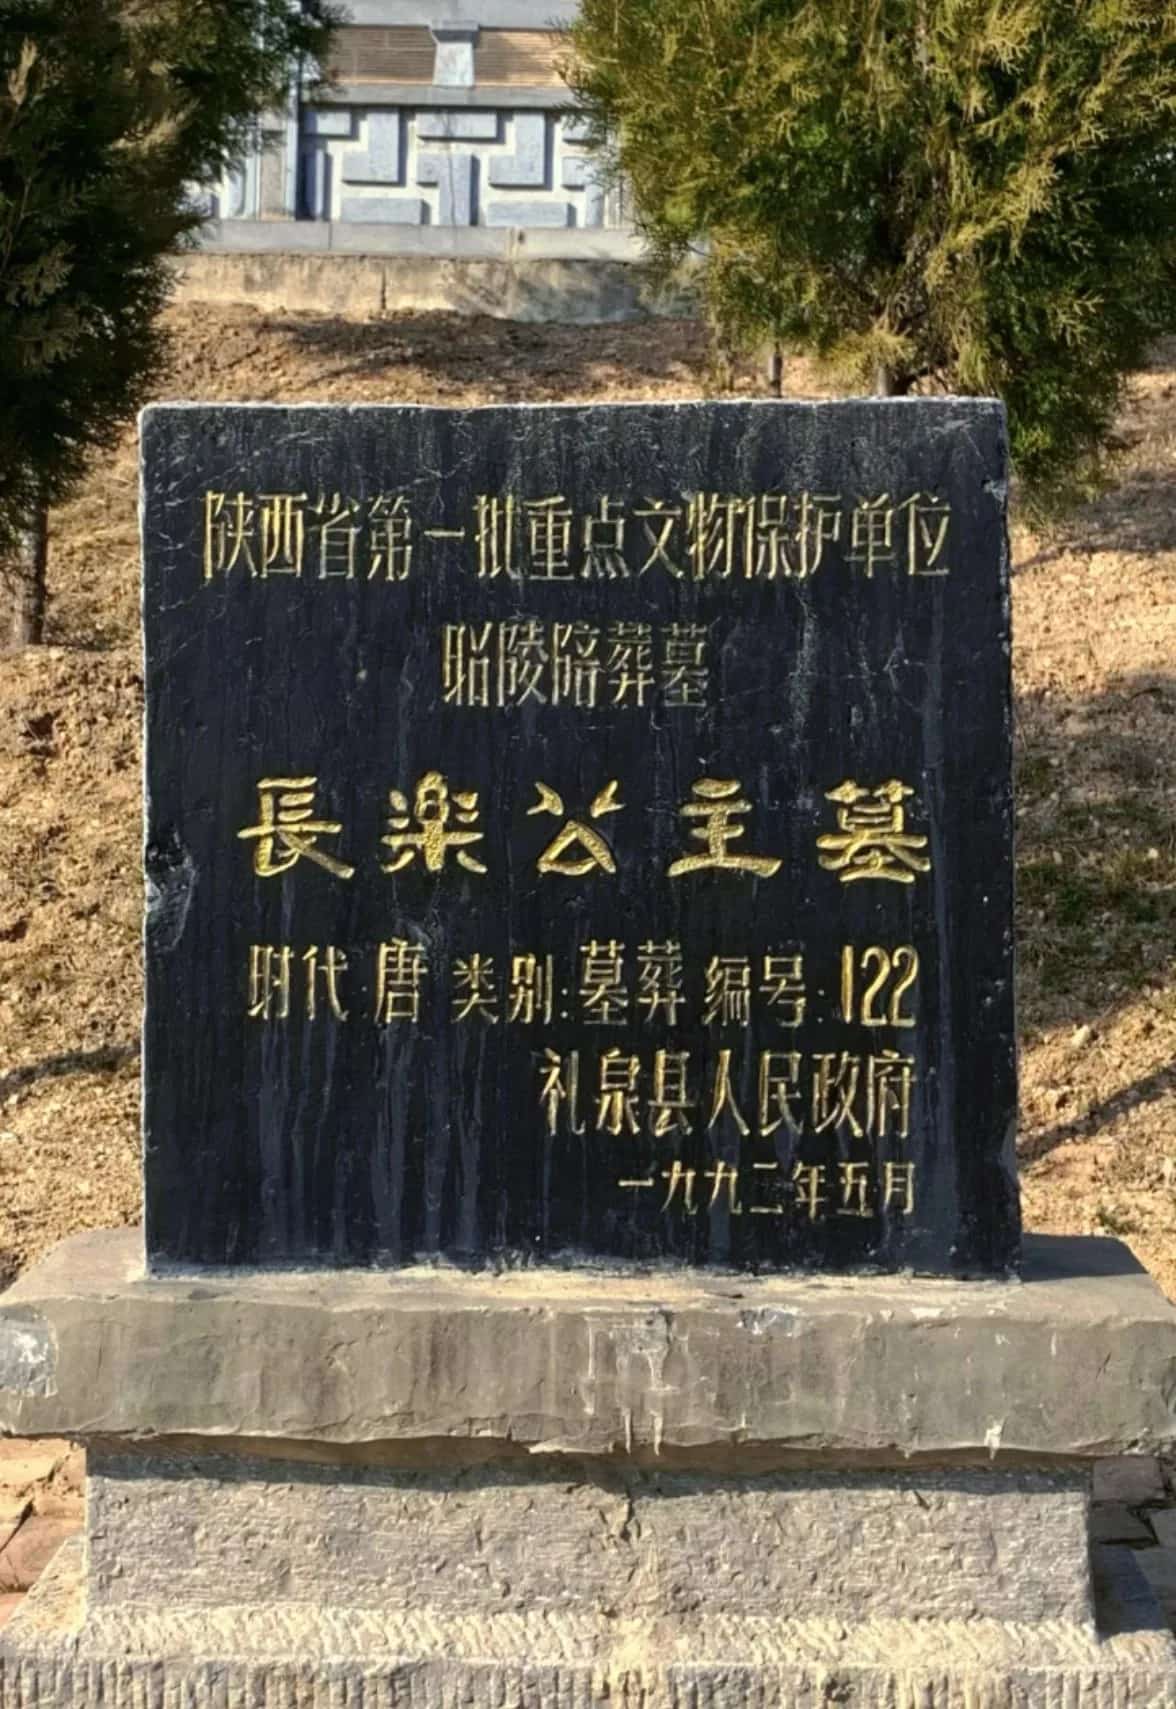 陕西省第一批重点文物保护单位
昭陵陪葬墓
長楽公主墓
时代:唐 类别:墓葬 编号:122
礼泉县人民政府
一九九二年五月